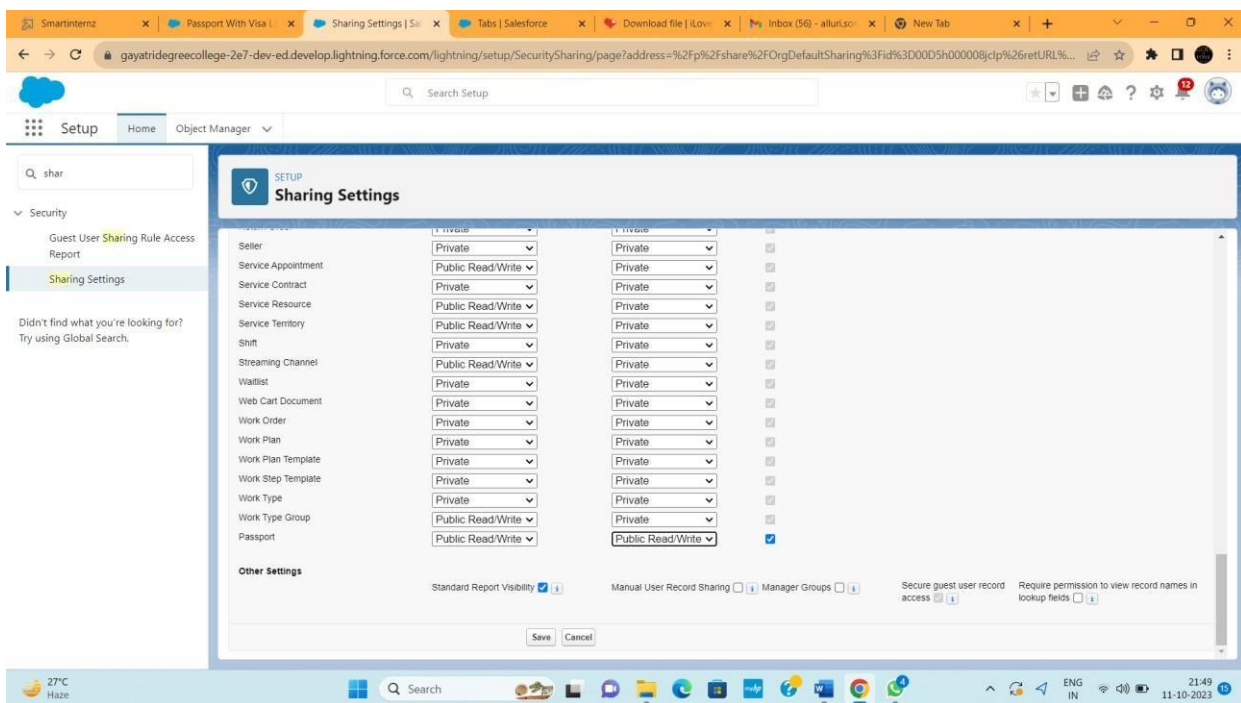 Smartinternz
Passport With Visa L
Sharing Settings | Sal
Tabs | Salesforce
Download file | iLove
Inbox (56) - alluri.sor
New Tab
gayatridegreecollege-2e7-dev-ed.develop.lightning.force.com/lightning/setup/SecuritySharing/page?address=%2Fp%2Fshare%2FOrgDefaultSharing%3Fid%3D00D5h000008jclp%26retURL%...
Search Setup
12
Setup Home Object Manager
shar
Security
Guest User Sharing Rule Access
Report
Sharing Settings
Didn't find what you're looking for?
Try using Global Search.
SETUP
Sharing Settings
Seller Private Private
Service Appointment Public Read/Write Private
Service Contract Private Private
Service Resource Public Read/Write Private
Service Territory Public Read/Write Private
Shift Private Private
Streaming Channel Public Read/Write Private
Waitlist Private Private
Web Cart Document Private Private
Work Order Private Private
Work Plan Private Private
Work Plan Template Private Private
Work Step Template Private Private
Work Type Private Private
Work Type Group Public Read/Write Private
Passport Public Read/Write Public Read/Write
Other Settings
Standard Report Visibility i Manual User Record Sharing i Manager Groups i
Secure guest user record
access i
Require permission to view record names in
lookup fields i
Save Cancel
27°C
Haze
Search
4
ENG
IN
21:49
11-10-2023
15